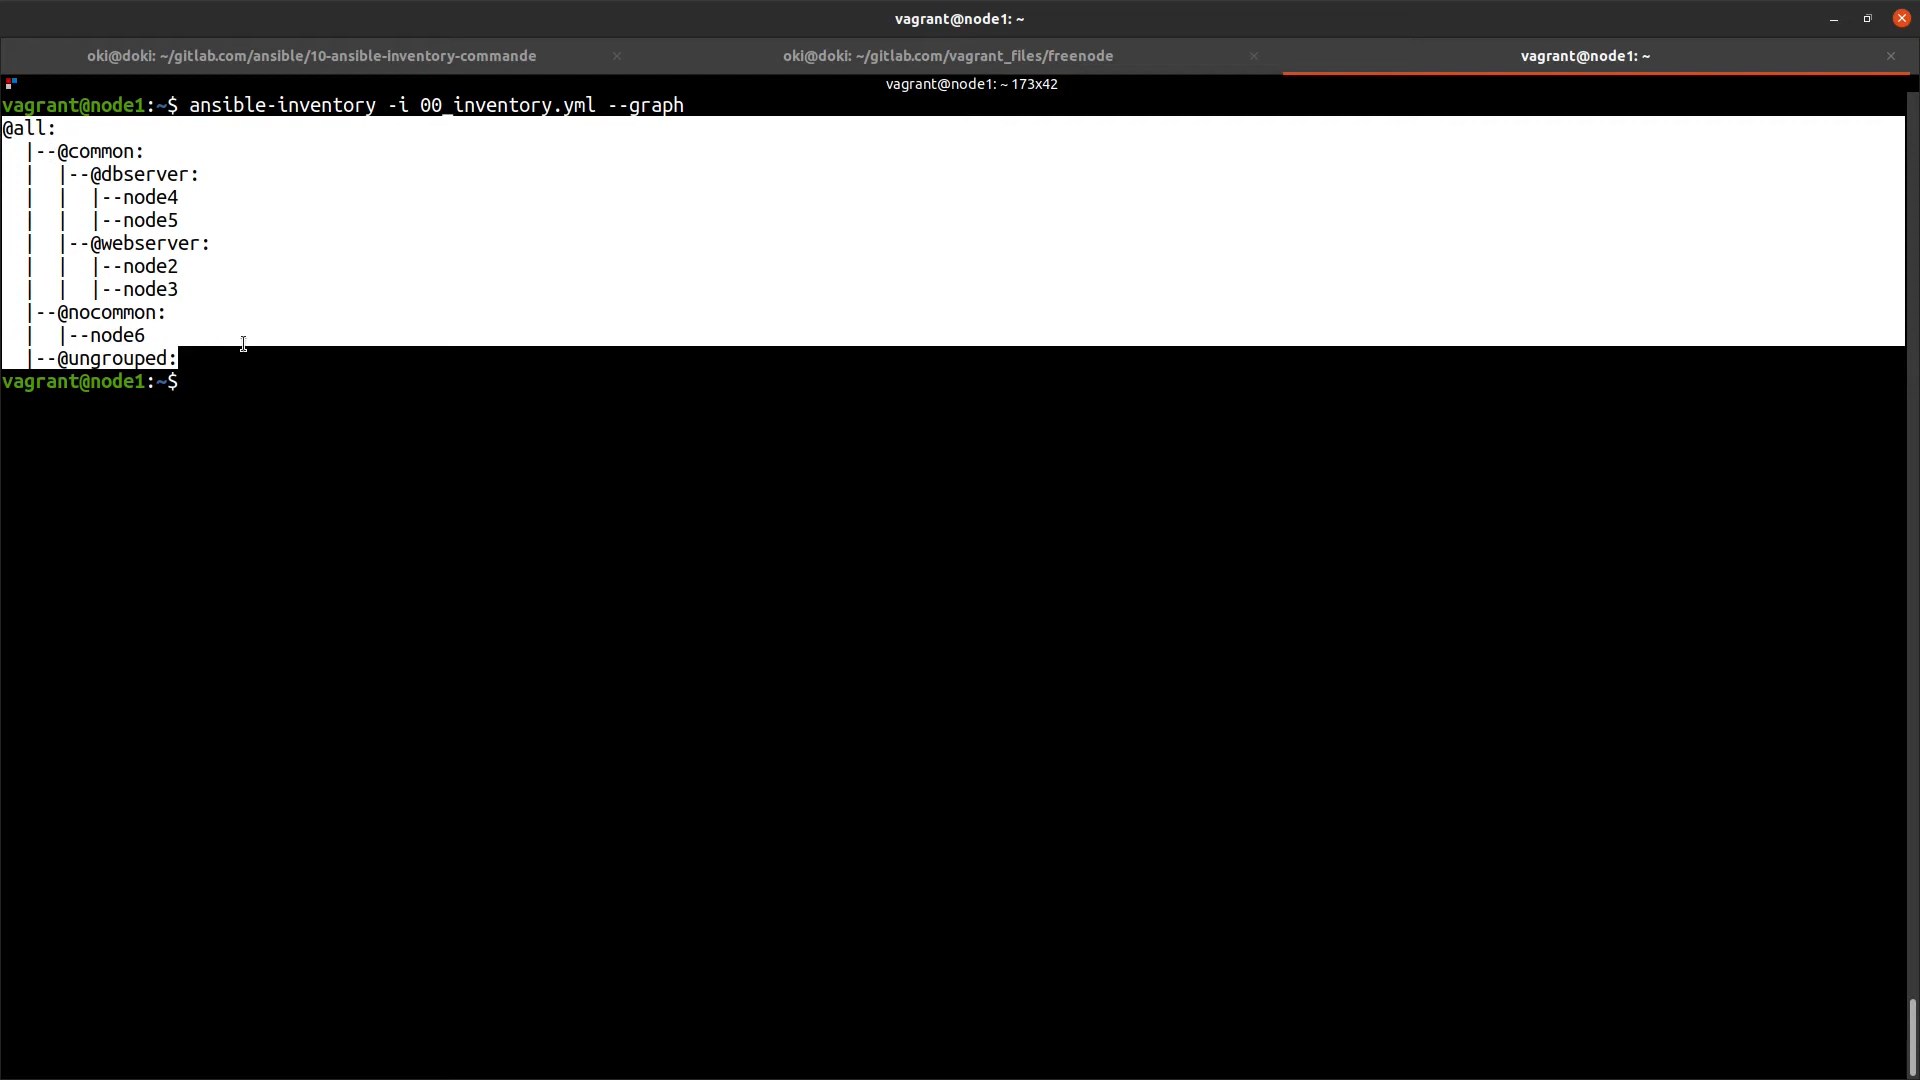 vagrant@node1: ~
oki@doki: ~/gitlab.com/ansible/10-ansible-inventory-commande
oki@doki: ~/gitlab.com/vagrant_files/freenode
vagrant@node1: ~
vagrant@node1: ~ 173x42
vagrant@node1:~$ ansible-inventory -i 00_inventory.yml --graph
@all:
  |--@common:
  |  |--@dbserver:
  |  |  |--node4
  |  |  |--node5
  |  |--@webserver:
  |  |  |--node2
  |  |  |--node3
  |--@nocommon:
  |  |--node6
  |--@ungrouped:
vagrant@node1:~$